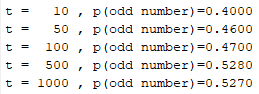 t =   10 , p(odd number)=0.4000
t =   50 , p(odd number)=0.4600
t =  100 , p(odd number)=0.4700
t =  500 , p(odd number)=0.5280
t = 1000 , p(odd number)=0.5270